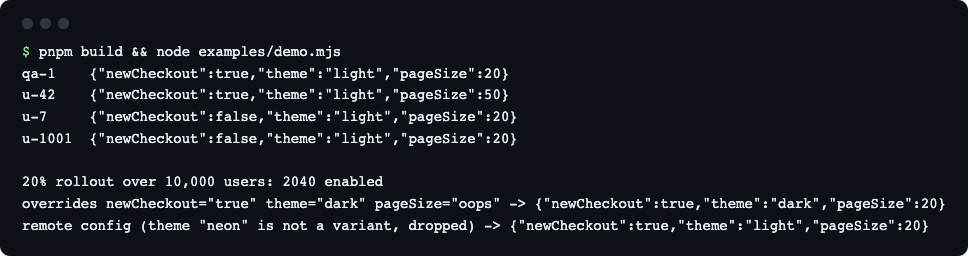 $ pnpm build && node examples/demo.mjs
qa-1    {"newCheckout":true,"theme":"light","pageSize":20}
u-42    {"newCheckout":true,"theme":"light","pageSize":50}
u-7     {"newCheckout":false,"theme":"light","pageSize":20}
u-1001  {"newCheckout":false,"theme":"light","pageSize":20}
20% rollout over 10,000 users: 2040 enabled
overrides newCheckout="true" theme="dark" pageSize="oops" -> {"newCheckout":true,"theme":"dark","pageSize":20}
remote config (theme "neon" is not a variant, dropped) -> {"newCheckout":true,"theme":"light","pageSize":20}